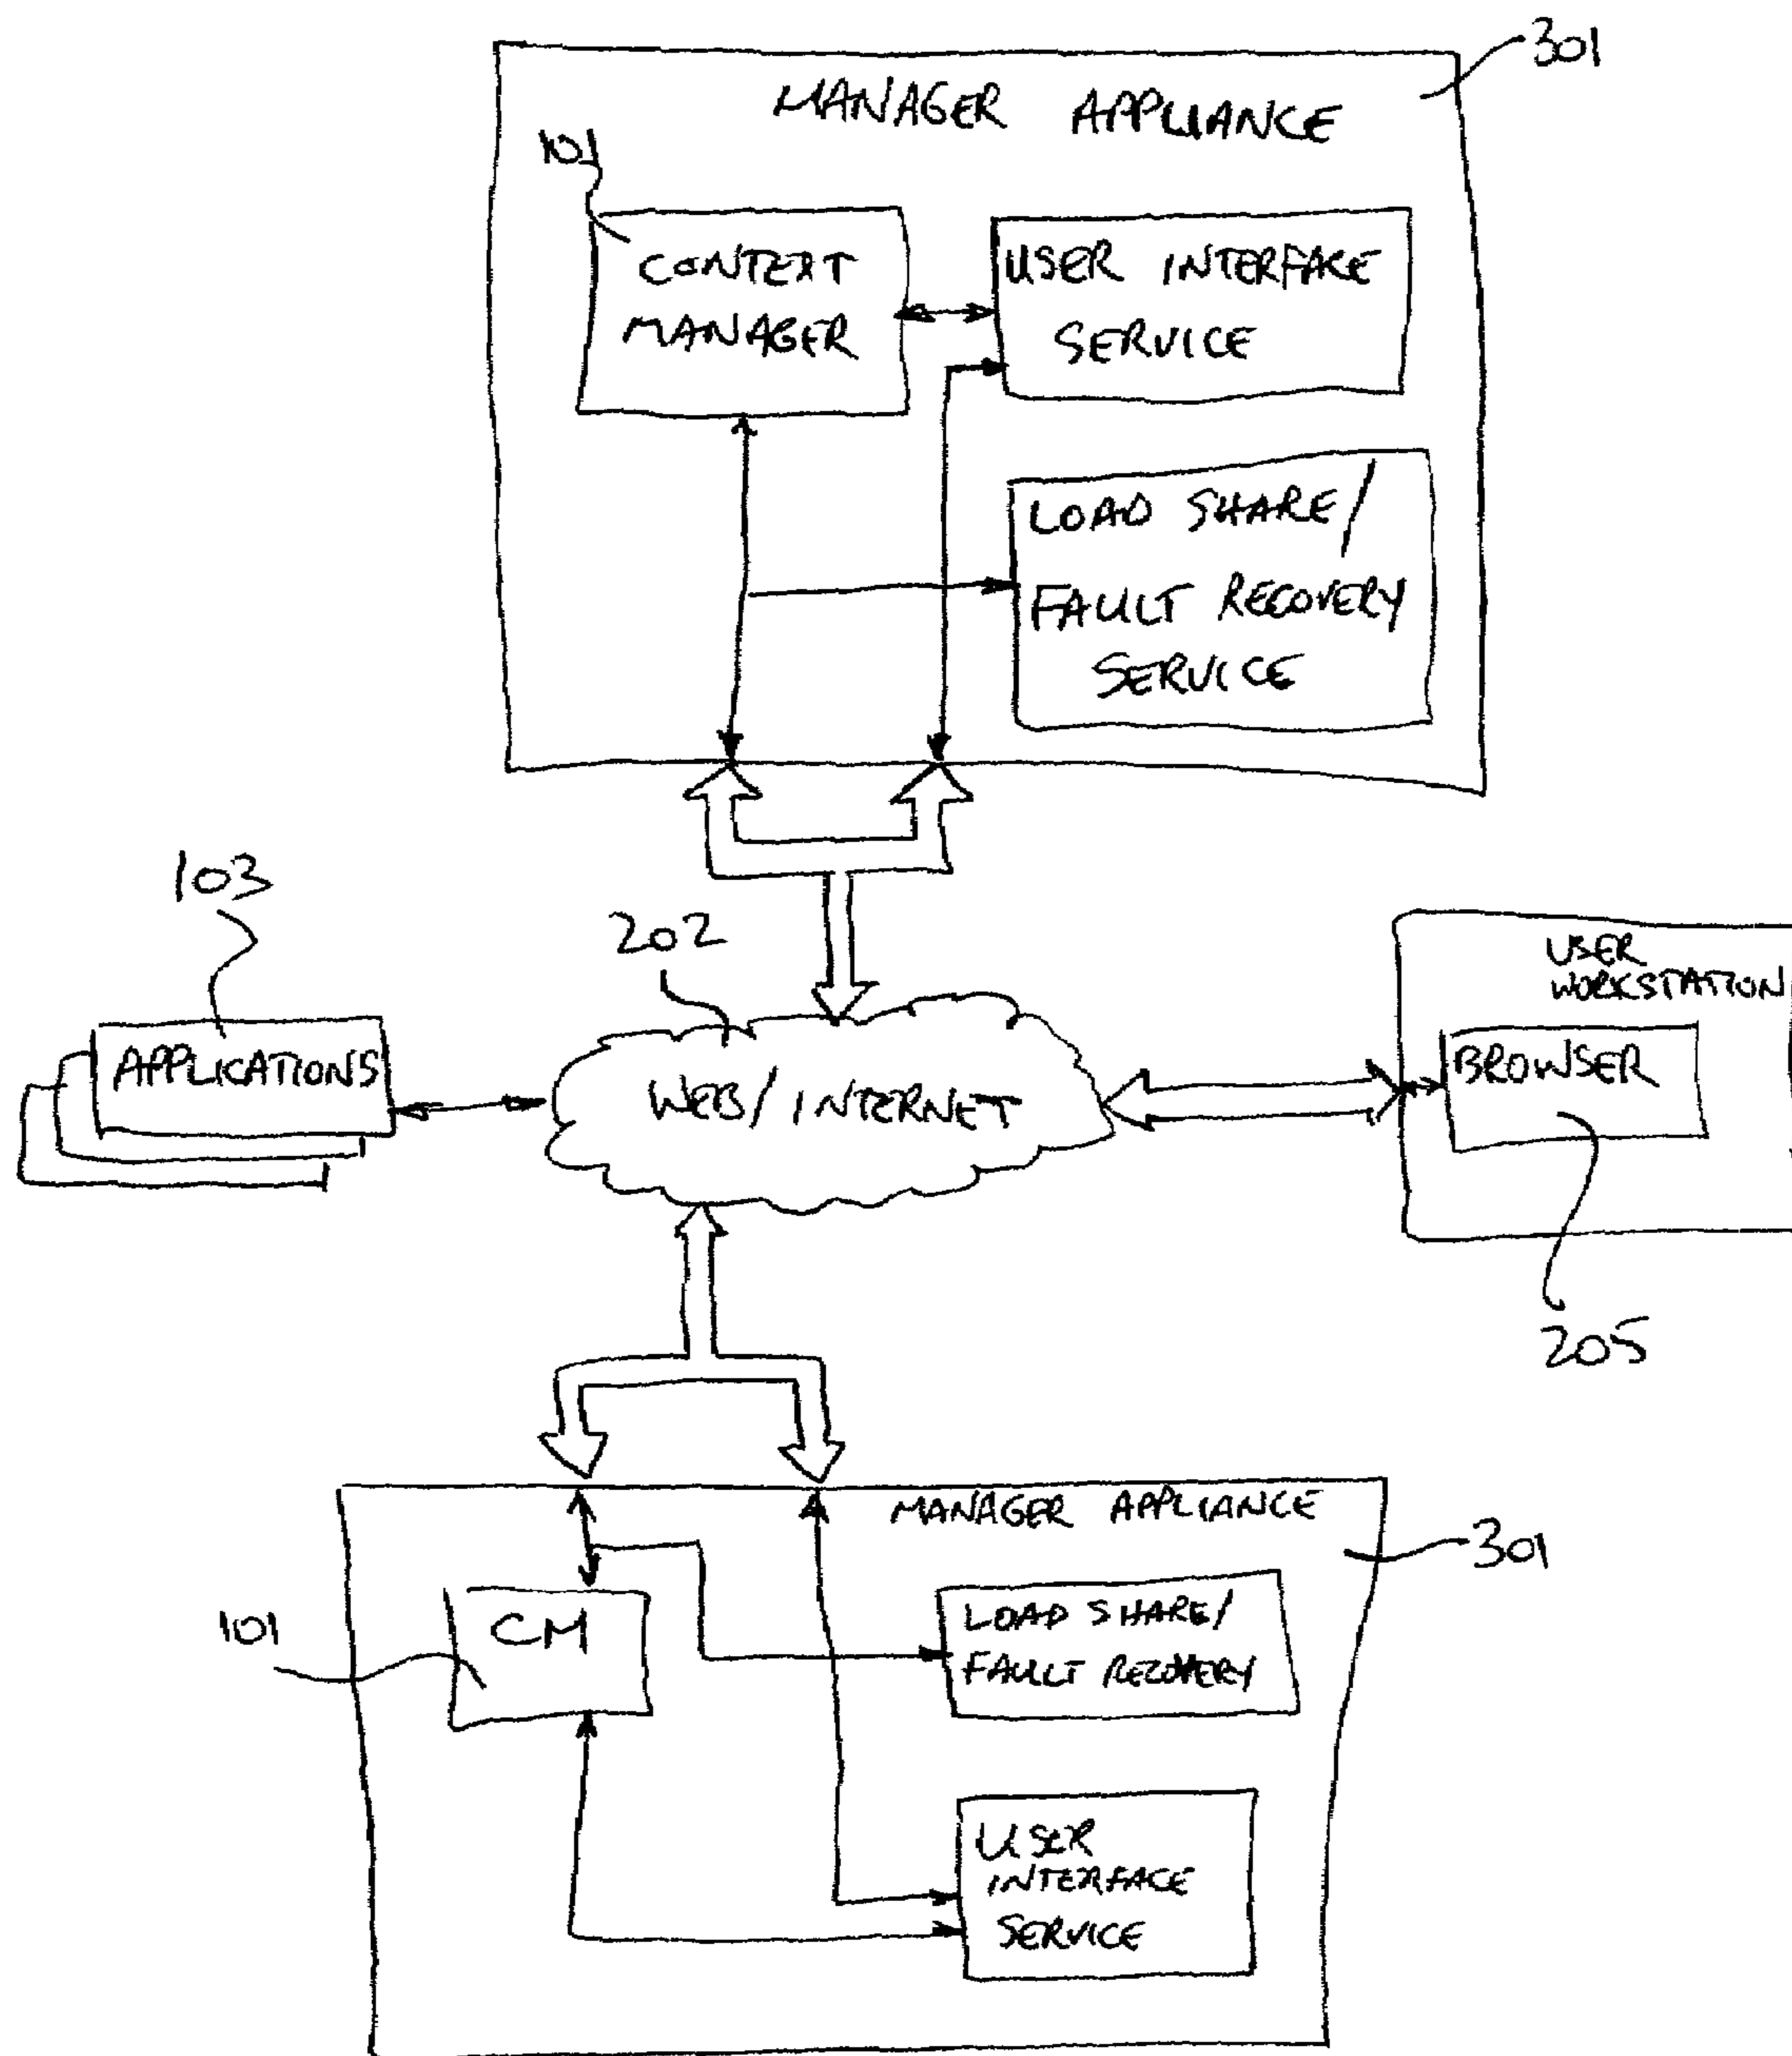 301
MANAGER APPLIANCE
101
CONTEXT
MANAGER
USER INTERFACE
SERVICE
LOAD SHARE/
FAULT RECOVERY
SERVICE
103
202
APPLICATIONS
WEB/INTERNET
USER
WORKSTATION
BROWSER
205
MANAGER APPLIANCE
301
101
CM
LOAD SHARE/
FAULT RECOVERY
USER
INTERFACE
SERVICE